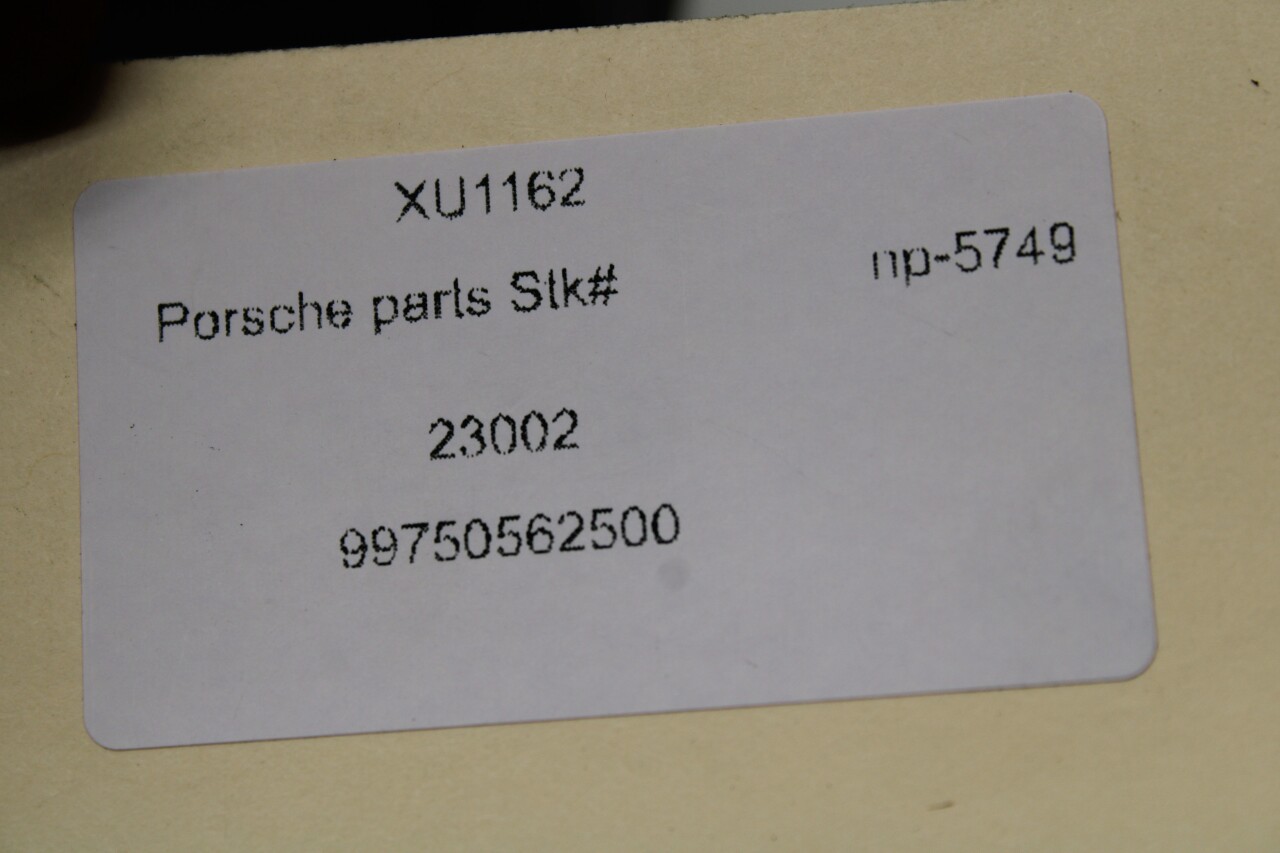 XU1162
np-5749
Porsche parts Stk#
23002
99750562500